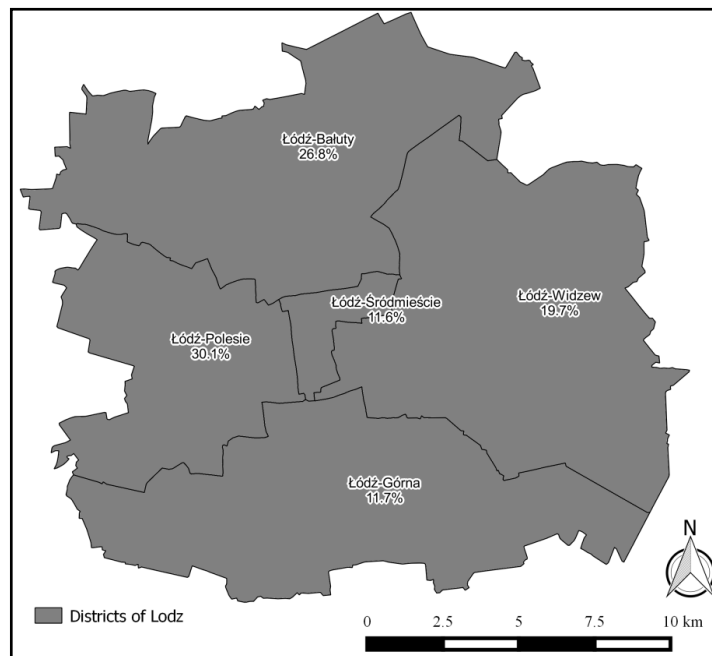 Łódź-Bałuty
26.8%
Łódź-Śródmieście
11.6%
Łódź-Widzew
19.7%
Łódź-Polesie
30.1%
Łódź-Górna
11.7%
N
Districts of Lodz
0 2.5 5 7.5 10 km